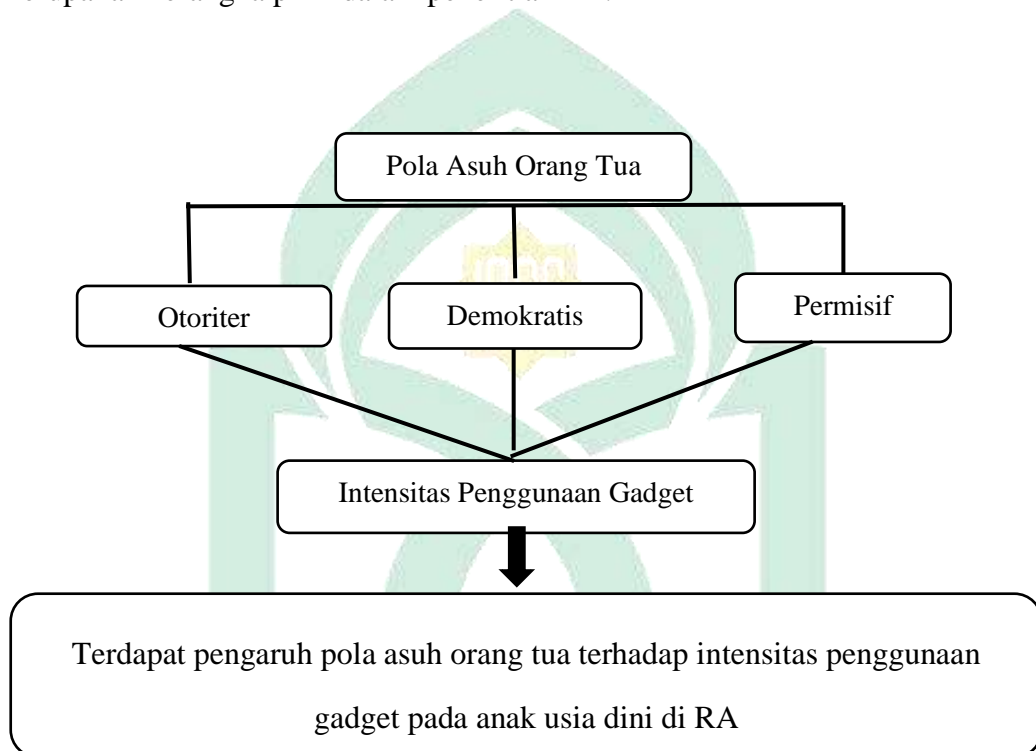 Pola Asuh Orang Tua
Otoriter
Demokratis
Permisif
Intensitas Penggunaan Gadget
Terdapat pengaruh pola asuh orang tua terhadap intensitas penggunaan
gadget pada anak usia dini di RA